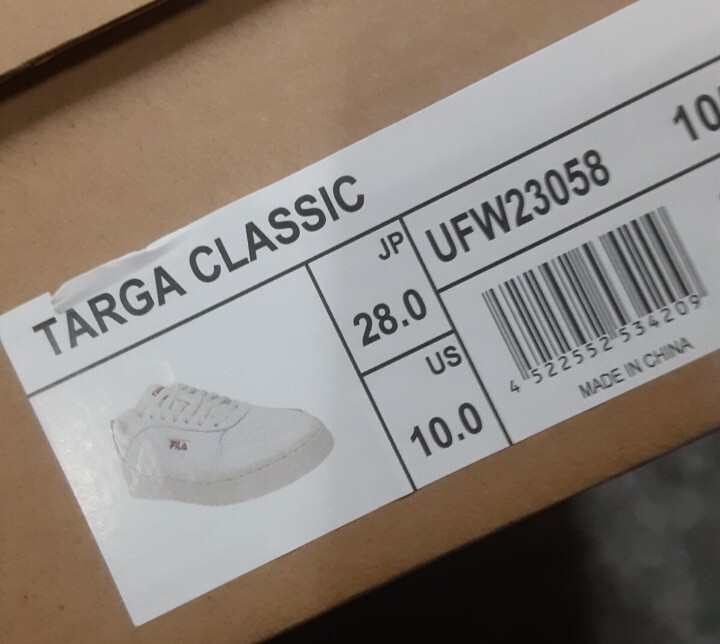 TARGA CLASSIC
JP
28.0
US
10.0
UFW23058
4 522552 534209
MADE IN CHINA
FILA